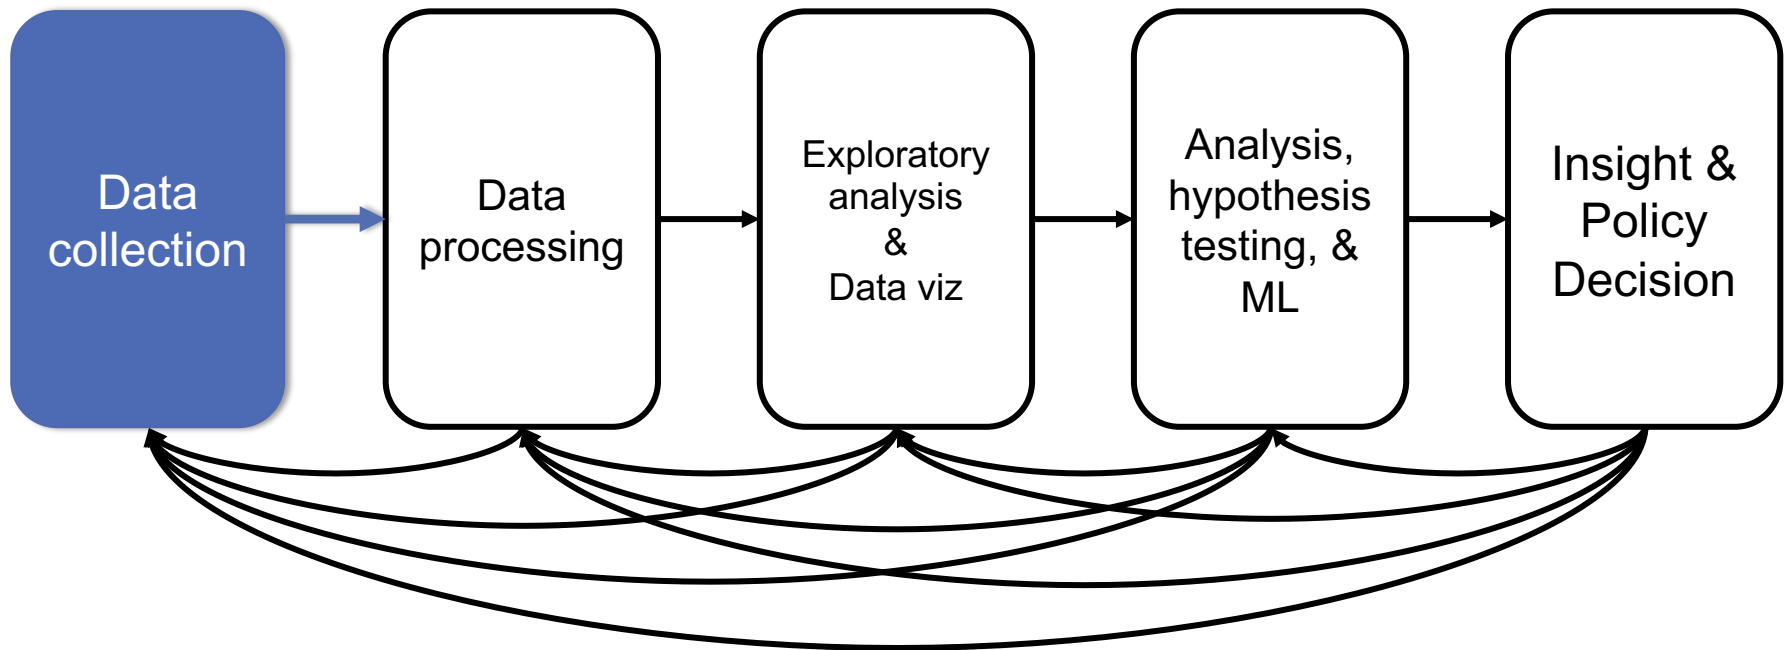 Data
collection
Data
processing
Exploratory
analysis
&
Data viz
Analysis,
hypothesis
testing, &
ML
Insight &
Policy
Decision